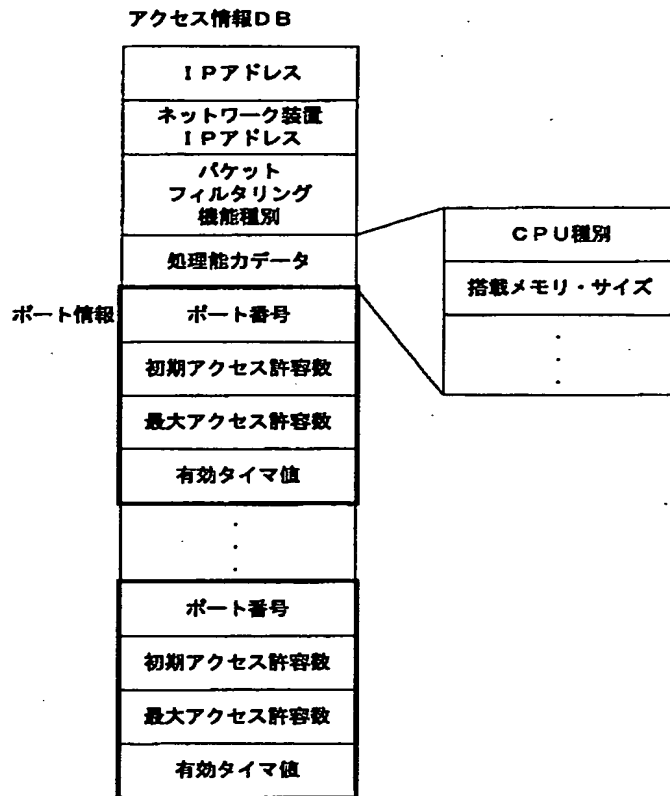 アクセス情報DB
IPアドレス
ネットワーク装置
IPアドレス
パケット
フィルタリング
機能種別
処理能力データ
CPU種別
搭載メモリ・サイズ
・
・
・
ポート情報
ポート番号
初期アクセス許容数
最大アクセス許容数
有効タイマ値
・
・
・
ポート番号
初期アクセス許容数
最大アクセス許容数
有効タイマ値